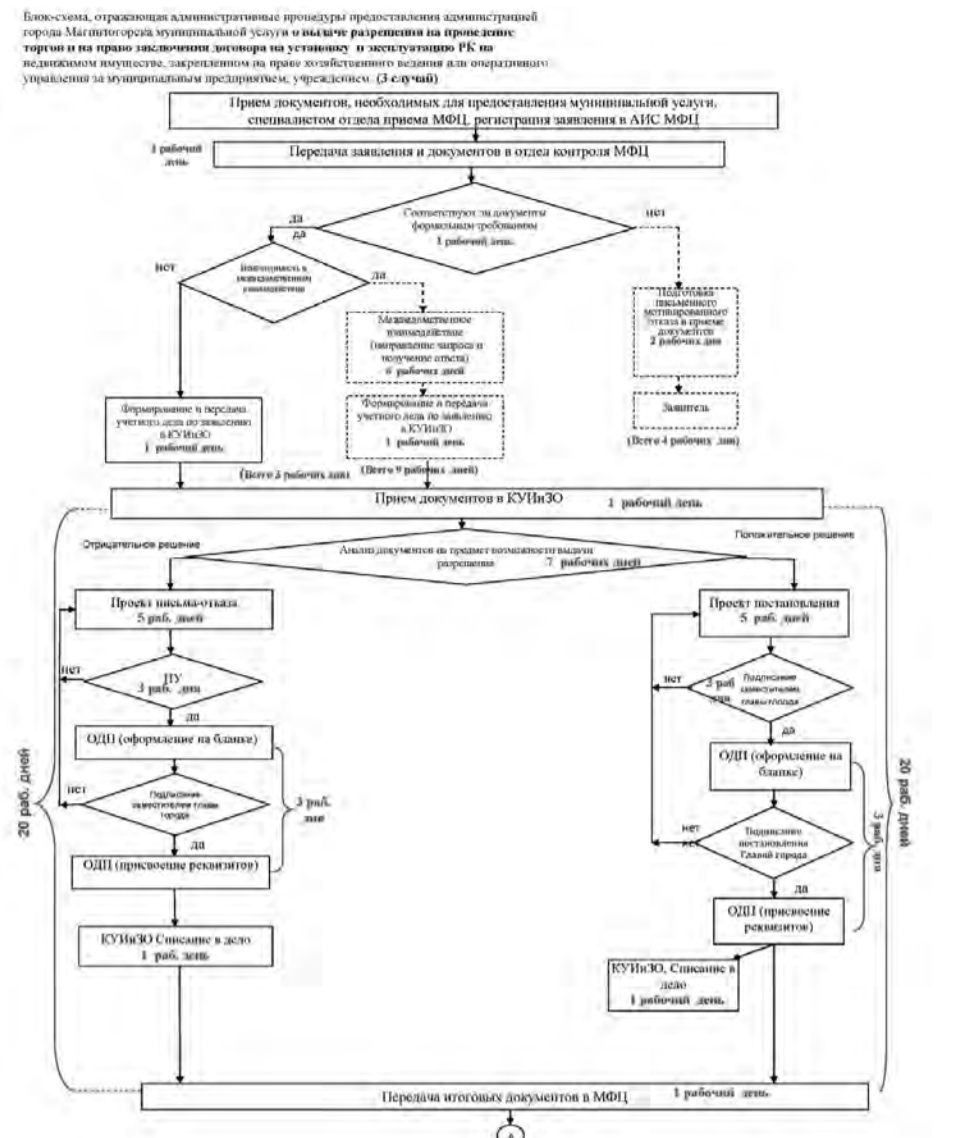 Блок-схема, отражающая административные процедуры предоставления администрацией
города Магнитогорска муниципальной услуги о выдаче разрешения на проведение
торгов и на право заключения договора на установку и эксплуатацию РК на
недвижимом имуществе, закрепленном на праве хозяйственного ведения или оперативного
управления за муниципальным предприятием, учреждением. (3 случай)
Прием документов, необходимых для предоставления муниципальной услуги,
специалистом отдела приема МФЦ, регистрация заявления в АИС МФЦ
1 рабочий
день
Передача заявления и документов в отдел контроля МФЦ
Соответствуют ли документы
формальным требованиям
1 рабочий день.
да
да
нет
нет
межведомственном
взаимодействии
да
Подготовка
письменного
мотивированного
отказа в приеме
документов
2 рабочих дня
Межведомственное
взаимодействие
(направление запроса и
получение ответа)
6 рабочих дней
Заявитель
(Всего 4 рабочих дня)
Формирование и передача
учетного дела по заявлению
в КУИиЗО
1 рабочий день
Формирование и передача
учетного дела по заявлению
в КУИиЗО
1 рабочий день
(Всего 3 рабочих дня)
(Всего 9 рабочих дней)
Прием документов в КУИиЗО 1 рабочий день
Отрицательное решение
Положительное решение
Анализ документов на предмет возможности выдачи
разрешения 7 рабочих дней
Проект письма-отказа
5 раб. дней
Проект постановления
5 раб. дней
нет
ПУ
3 раб. дня
да
нет
3 раб
дня
Подписание
заместителем
главы города
да
ОДП (оформление на бланке)
ОДП (оформление на
бланке)
20 раб. дней
20 раб. дней
нет
Подписание
заместителем главы
города
3 раб.
дня
да
нет
нет
Подписание
постановления
Главой города
3 раб. дня
да
ОДП (присвоение реквизитов)
ОДП (присвоение
реквизитов)
КУИиЗО Списание в дело
1 раб. день
КУИиЗО, Списание в
дело
1 рабочий день
Передача итоговых документов в МФЦ 1 рабочий день
А